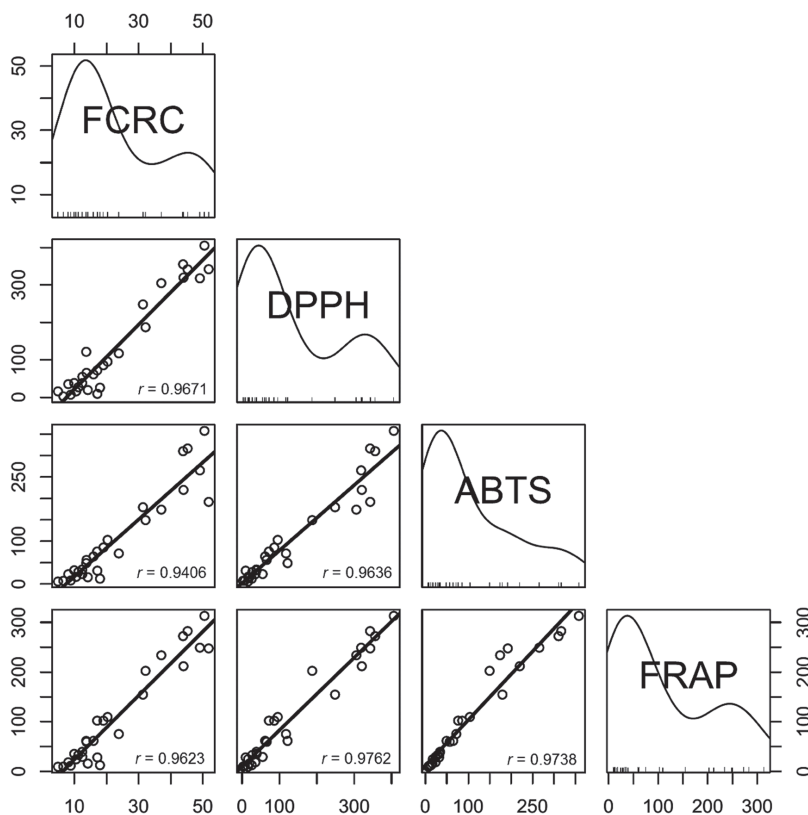 10 30 50
50
30
10
FCRC
300
100
0
r = 0.9671
DPPH
250
100
0
r = 0.9406
r = 0.9636
ABTS
300
200
100
0
r = 0.9623
r = 0.9762
r = 0.9738
FRAP
300
200
100
0
10 30 50
0 100 300
0 100 250
0 100 200 300